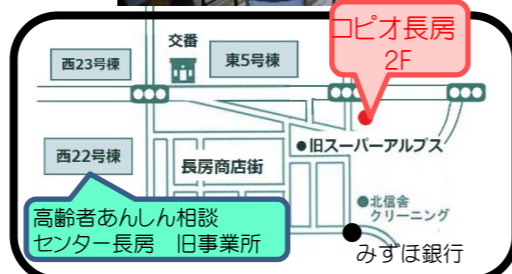 コピオ長房
2F
交番
西23号棟
東5号棟
●旧スーパーアルプス
西22号棟
長房商店街
●北信舎
クリーニング
高齢者あんしん相談
センター長房　旧事業所
みずほ銀行